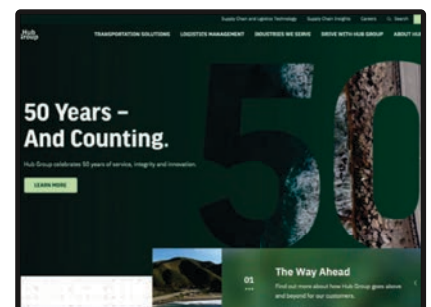 Supply Chain and Logistics Technology   Supply Chain Insights   Careers   Search
Hub
Group
TRANSPORTATION SOLUTIONS   LOGISTICS MANAGEMENT   INDUSTRIES WE SERVE   DRIVE WITH HUB GROUP   ABOUT HUB
50
50 Years –
And Counting.
Hub Group celebrates 50 years of service, integrity and innovation.
LEARN MORE
01
The Way Ahead
Find out more about how Hub Group goes above
and beyond for our customers.